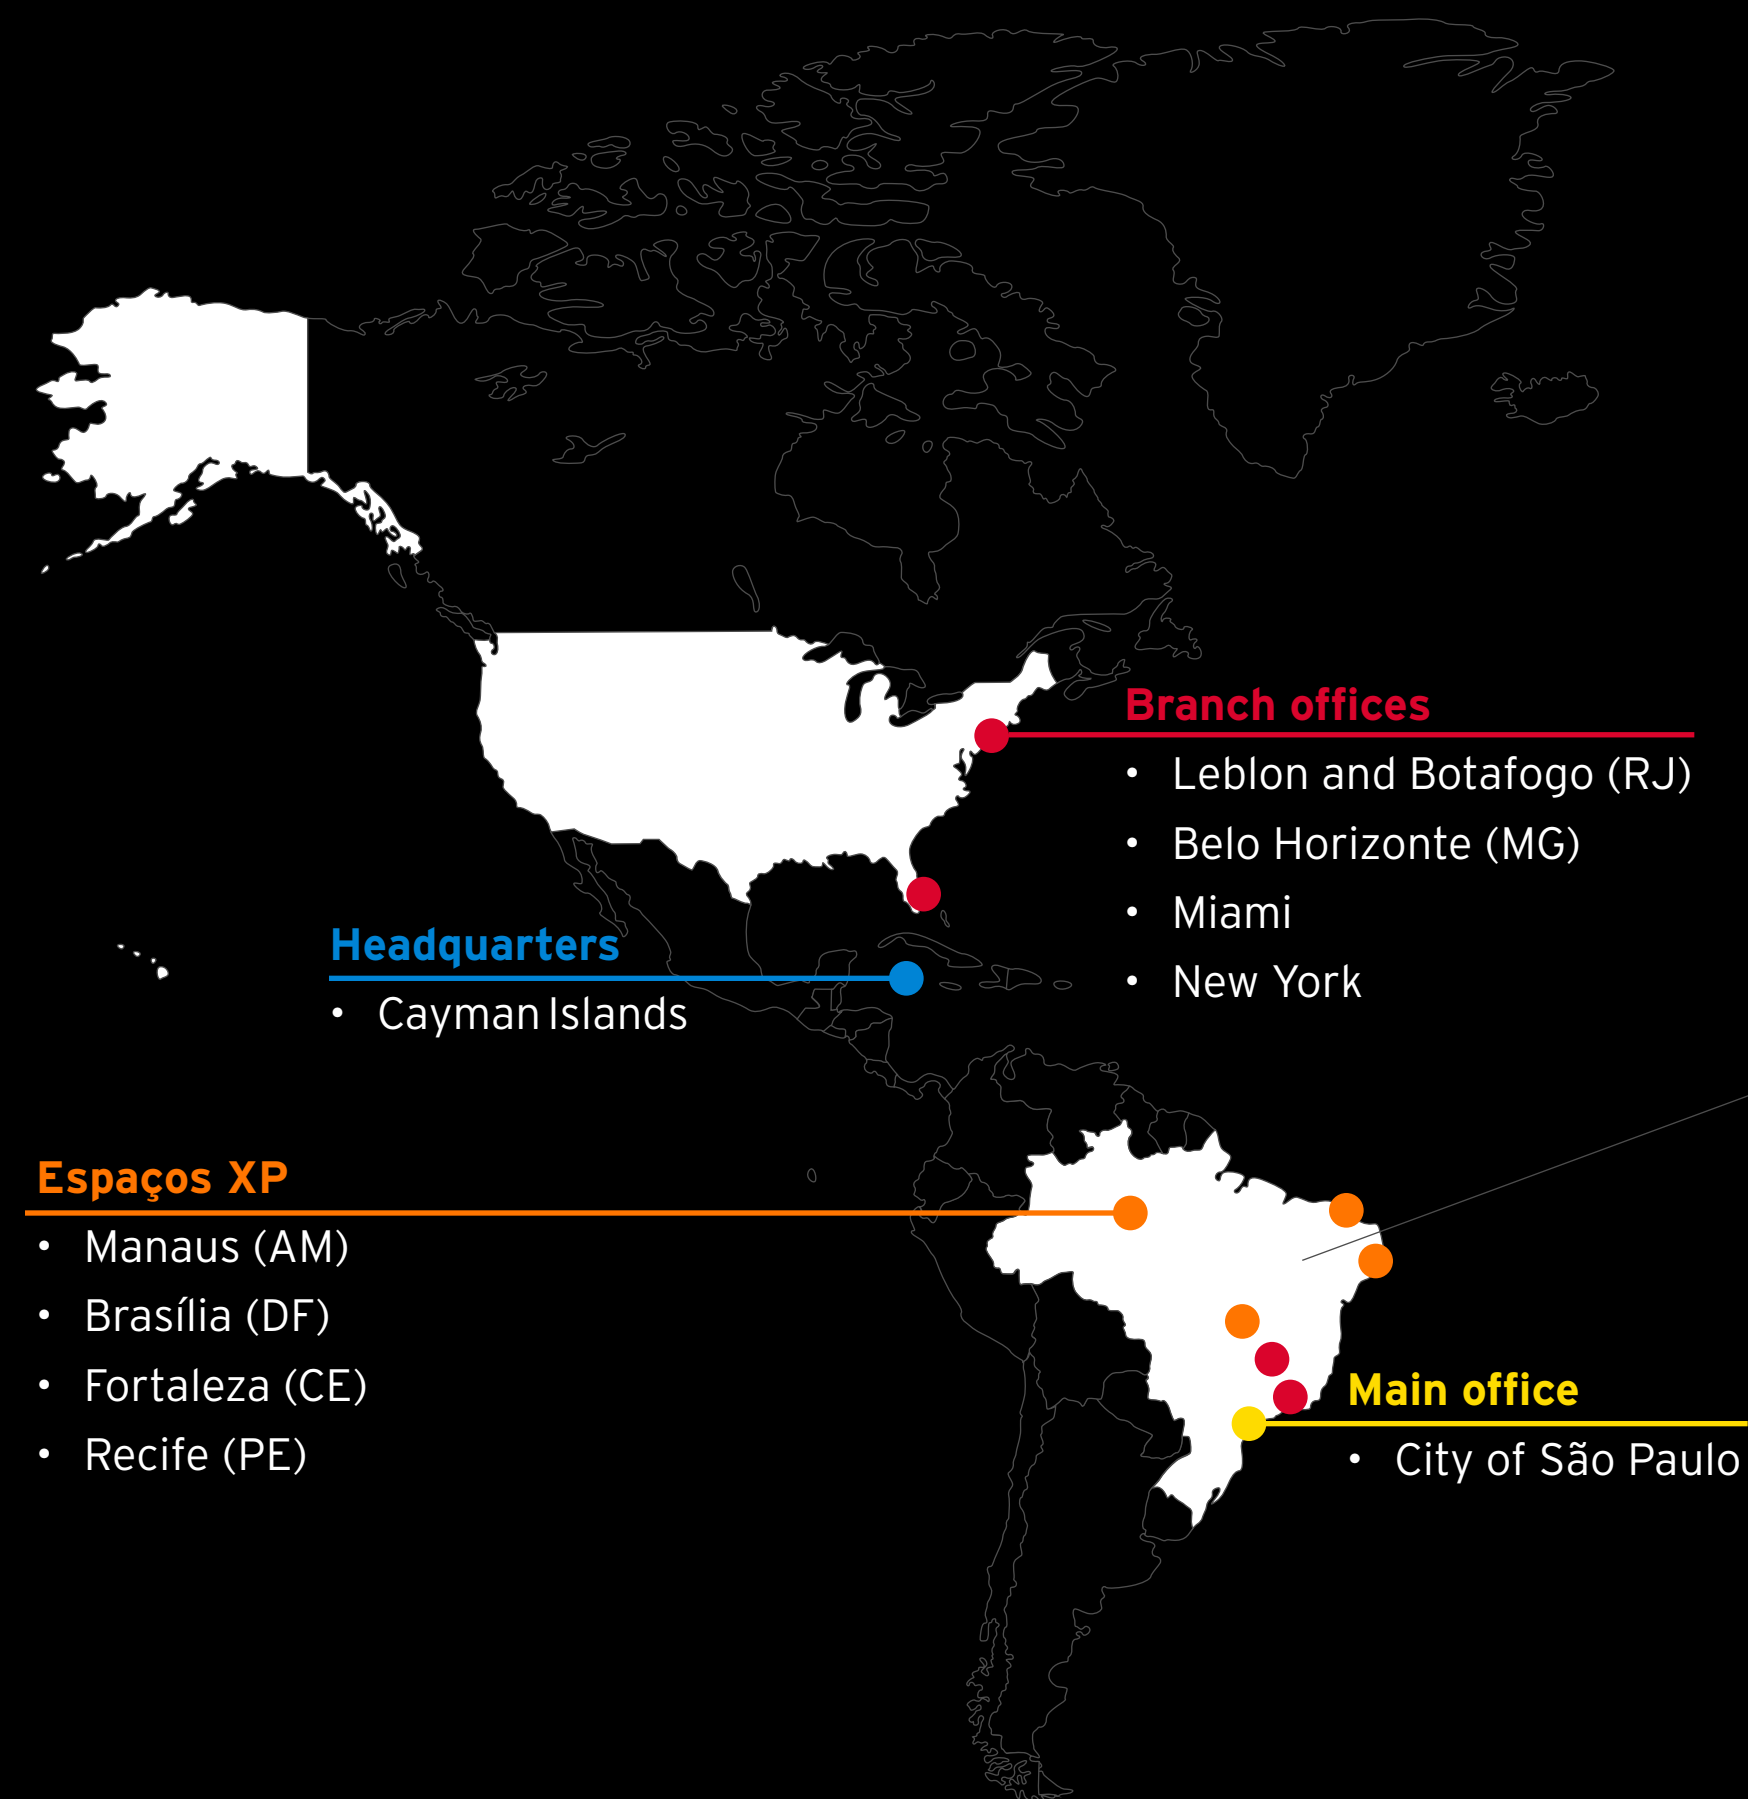 Branch offices
• Leblon and Botafogo (RJ)
• Belo Horizonte (MG)
• Miami
• New York
Headquarters
• Cayman Islands
Espaços XP
• Manaus (AM)
• Brasília (DF)
• Fortaleza (CE)
• Recife (PE)
Main office
• City of São Paulo